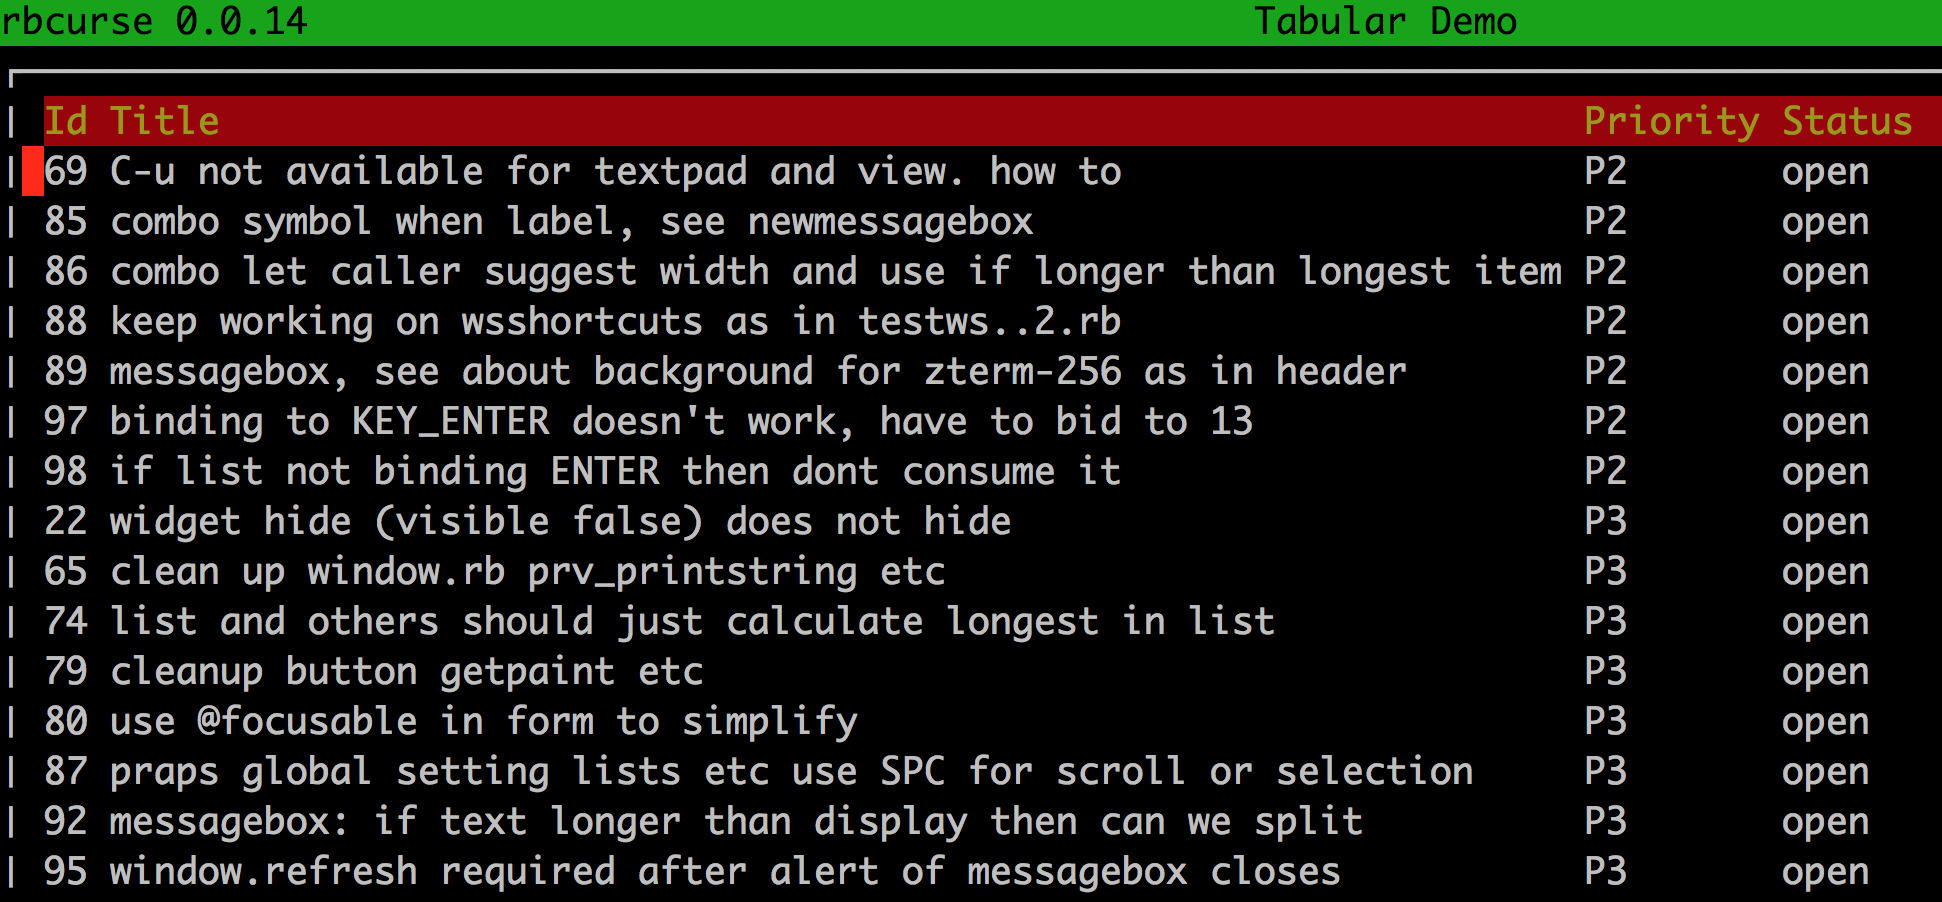 rbcurse 0.0.14 Tabular Demo
Id Title Priority Status
69 C-u not available for textpad and view. how to P2 open
85 combo symbol when label, see newmessagebox P2 open
86 combo let caller suggest width and use if longer than longest item P2 open
88 keep working on wsshortcuts as in testws..2.rb P2 open
89 messagebox, see about background for zterm-256 as in header P2 open
97 binding to KEY_ENTER doesn't work, have to bid to 13 P2 open
98 if list not binding ENTER then dont consume it P2 open
22 widget hide (visible false) does not hide P3 open
65 clean up window.rb prv_printstring etc P3 open
74 list and others should just calculate longest in list P3 open
79 cleanup button getpaint etc P3 open
80 use @focusable in form to simplify P3 open
87 praps global setting lists etc use SPC for scroll or selection P3 open
92 messagebox: if text longer than display then can we split P3 open
95 window.refresh required after alert of messagebox closes P3 open